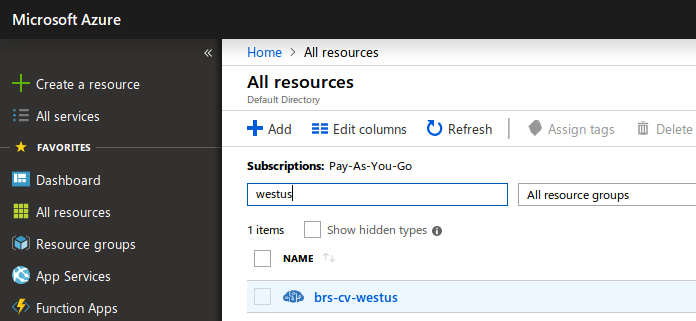 Microsoft Azure
«
Home > All resources
Create a resource
All services
FAVORITES
Dashboard
All resources
Resource groups
App Services
Function Apps
All resources
Default Directory
Add Edit columns Refresh Assign tags Delete
Subscriptions: Pay-As-You-Go
westus All resource groups
1 items Show hidden types
NAME
brs-cv-westus